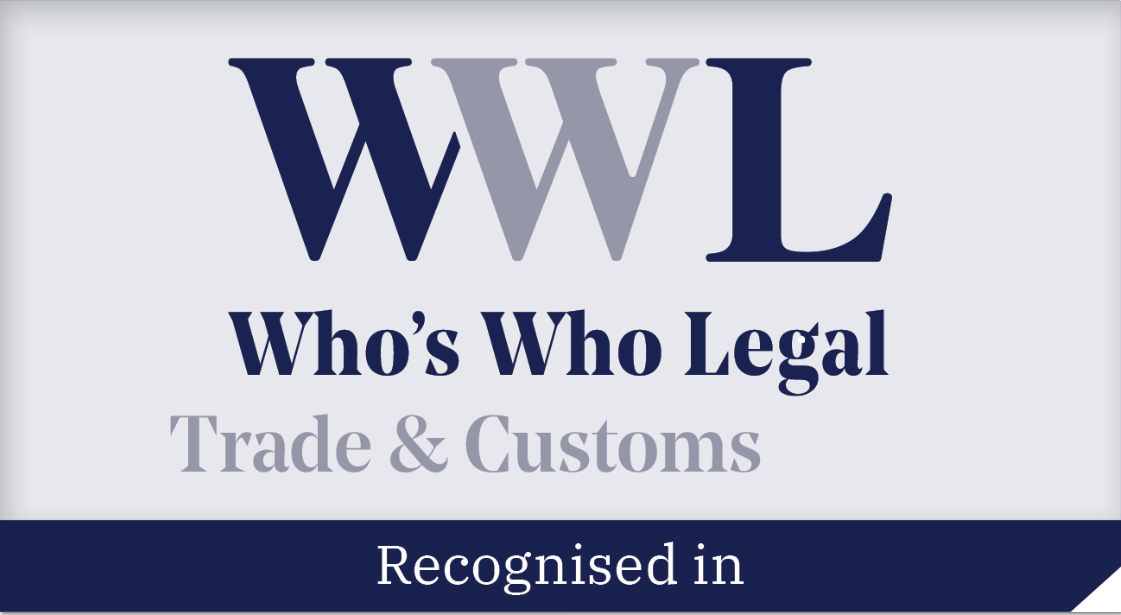 WWL
Who’s Who Legal
Trade & Customs
Recognised in